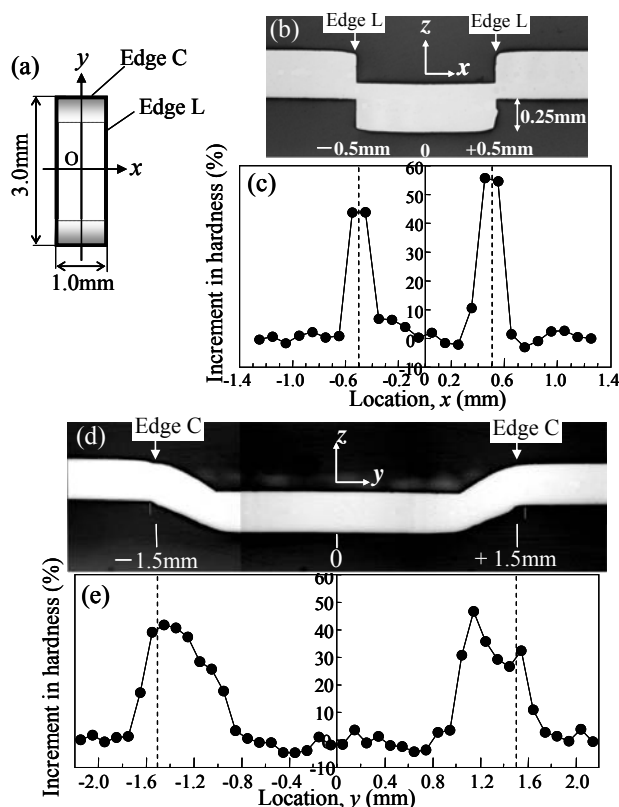 (a)
y
Edge C
Edge L
O
x
3.0mm
1.0mm
(b)
Edge L
Edge L
z
x
0.25mm
−0.5mm 0 +0.5mm
(c)
Increment in hardness (%)
60
50
40
30
20
10
0
-10
-1.4 -1.0 -0.6 -0.2 0 0.2 0.6 1.0 1.4
Location, x (mm)
(d)
Edge C
Edge C
z
y
−1.5mm 0 +1.5mm
(e)
Increment in hardness (%)
60
50
40
30
20
10
0
-10
-2.0 -1.6 -1.2 -0.8 -0.4 0 0.4 0.8 1.2 1.6 2.0
Location, y (mm)